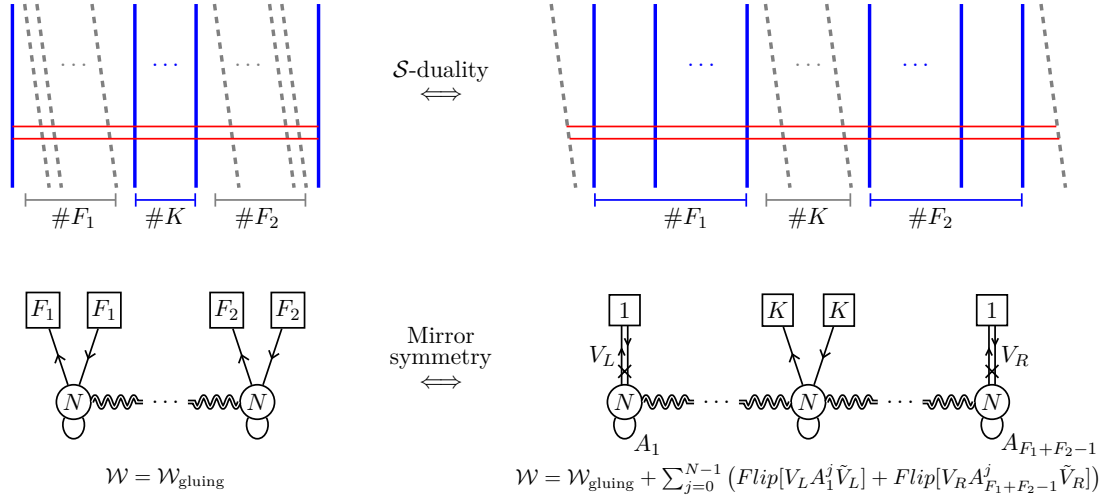 ··· ··· ···
𝒮-duality
⟺
··· ··· ···
#F₁ #K #F₂
#F₁ #K #F₂
F₁ F₁ F₂ F₂
1 K K 1
Mirror
symmetry
⟺
V_L V_R
N ··· N
N ··· N ··· N
A₁ A_{F₁+F₂−1}
𝒲 = 𝒲_gluing
𝒲 = 𝒲_gluing + ∑_{j=0}^{N−1} (Flip[V_L A₁^j Ṽ_L] + Flip[V_R A^j_{F₁+F₂−1} Ṽ_R])